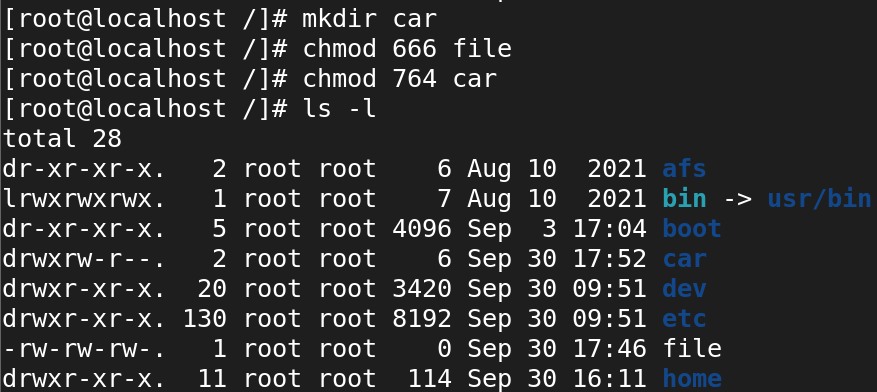 [root@localhost /]# mkdir car
[root@localhost /]# chmod 666 file
[root@localhost /]# chmod 764 car
[root@localhost /]# ls -l
total 28
dr-xr-xr-x.   2 root root    6 Aug 10  2021 afs
lrwxrwxrwx.   1 root root    7 Aug 10  2021 bin -> usr/bin
dr-xr-xr-x.   5 root root 4096 Sep  3 17:04 boot
drwxrw-r--.   2 root root    6 Sep 30 17:52 car
drwxr-xr-x.  20 root root 3420 Sep 30 09:51 dev
drwxr-xr-x. 130 root root 8192 Sep 30 09:51 etc
-rw-rw-rw-.   1 root root    0 Sep 30 17:46 file
drwxr-xr-x.  11 root root  114 Sep 30 16:11 home